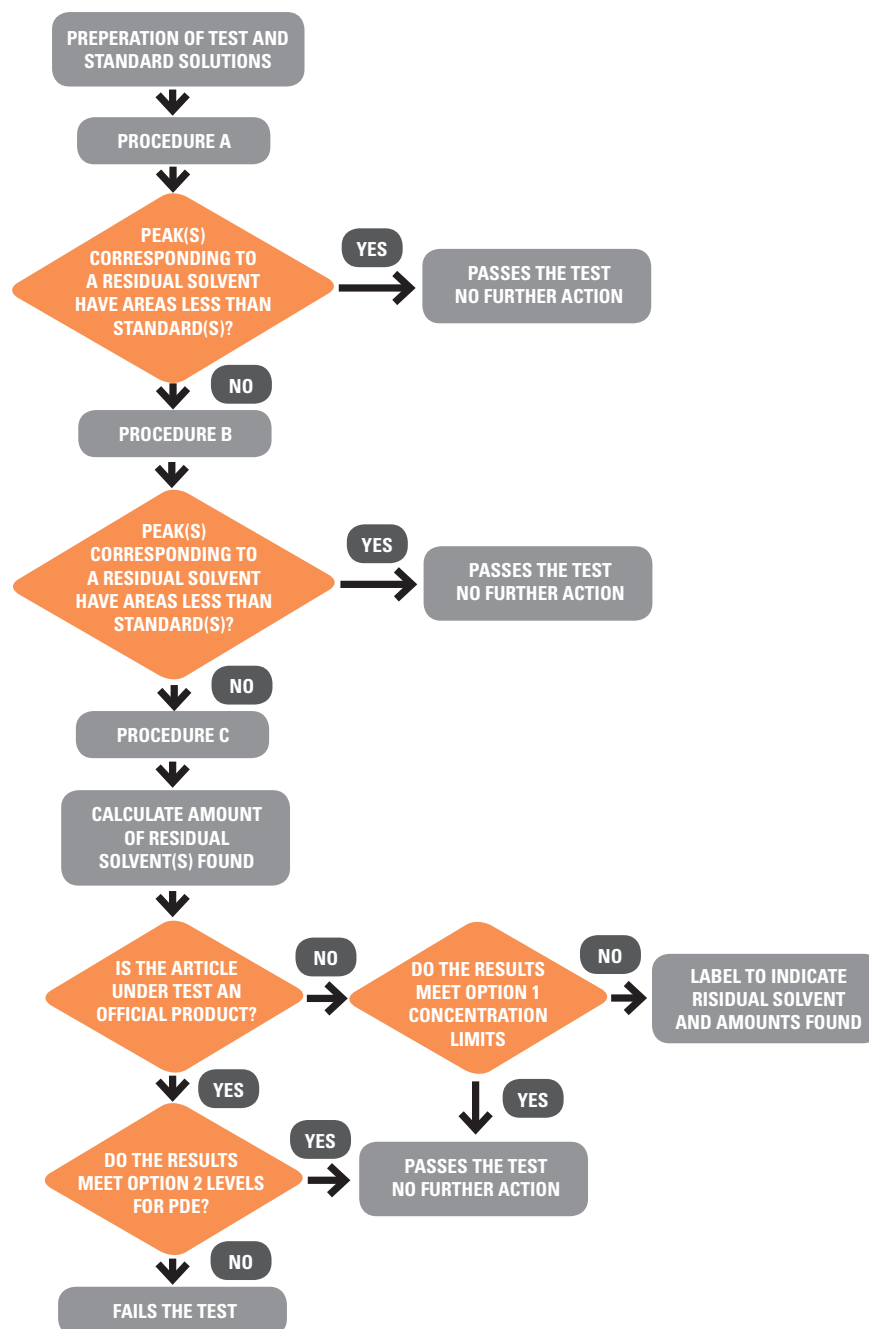 PREPERATION OF TEST AND
STANDARD SOLUTIONS
PROCEDURE A
PEAK(S)
CORRESPONDING TO
A RESIDUAL SOLVENT
HAVE AREAS LESS THAN
STANDARD(S)?
YES
PASSES THE TEST
NO FURTHER ACTION
NO
PROCEDURE B
PEAK(S)
CORRESPONDING TO
A RESIDUAL SOLVENT
HAVE AREAS LESS THAN
STANDARD(S)?
YES
PASSES THE TEST
NO FURTHER ACTION
NO
PROCEDURE C
CALCULATE AMOUNT
OF RESIDUAL
SOLVENT(S) FOUND
IS THE ARTICLE
UNDER TEST AN
OFFICIAL PRODUCT?
NO
DO THE RESULTS
MEET OPTION 1
CONCENTRATION
LIMITS
NO
LABEL TO INDICATE
RISIDUAL SOLVENT
AND AMOUNTS FOUND
YES
YES
DO THE RESULTS
MEET OPTION 2 LEVELS
FOR PDE?
YES
PASSES THE TEST
NO FURTHER ACTION
NO
FAILS THE TEST